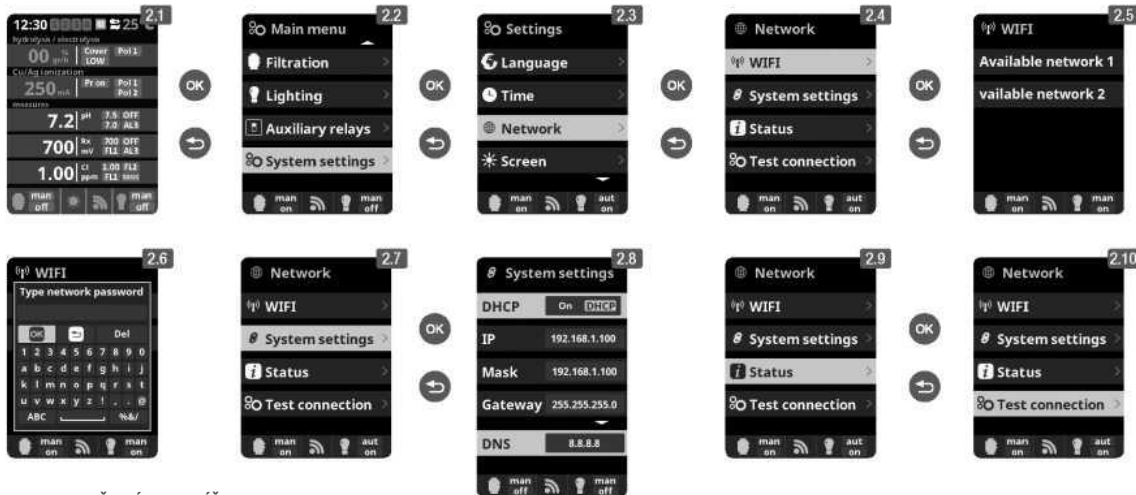 2.1
12:30 25
hydrolysis / electrolysis
00 % gr/h Cover LOW Pol 1
Cu/Ag ionization
250 mA Pr on Pol 1 Pol 2
measures
7.2 pH 7.5 OFF 7.0 AL3
700 Rx mV 700 OFF FL1 AL3
1.00 Cl ppm 1.00 FL2 FL1
man off man off
OK
2.2
Main menu
Filtration
Lighting
Auxiliary relays
System settings
man on man off
OK
2.3
Settings
Language
Time
Network
Screen
man on aut on
OK
2.4
Network
WIFI
System settings
Status
Test connection
man on aut on
OK
2.5
WIFI
Available network 1
vailable network 2
man on man on
2.6
WIFI
Type network password
OK Del
1 2 3 4 5 6 7 8 9 0
a b c d e f g h i j
k l m n o p q r s t
u v w x y z ! , . @
ABC %&/
man on man on
2.7
Network
WIFI
System settings
Status
Test connection
man on aut on
OK
2.8
System settings
DHCP On DHCP
IP 192.168.1.100
Mask 192.168.1.100
Gateway 255.255.255.0
DNS 8.8.8.8
man off man off
2.9
Network
WIFI
System settings
Status
Test connection
man on aut on
OK
2.10
Network
WIFI
System settings
Status
Test connection
man on aut on